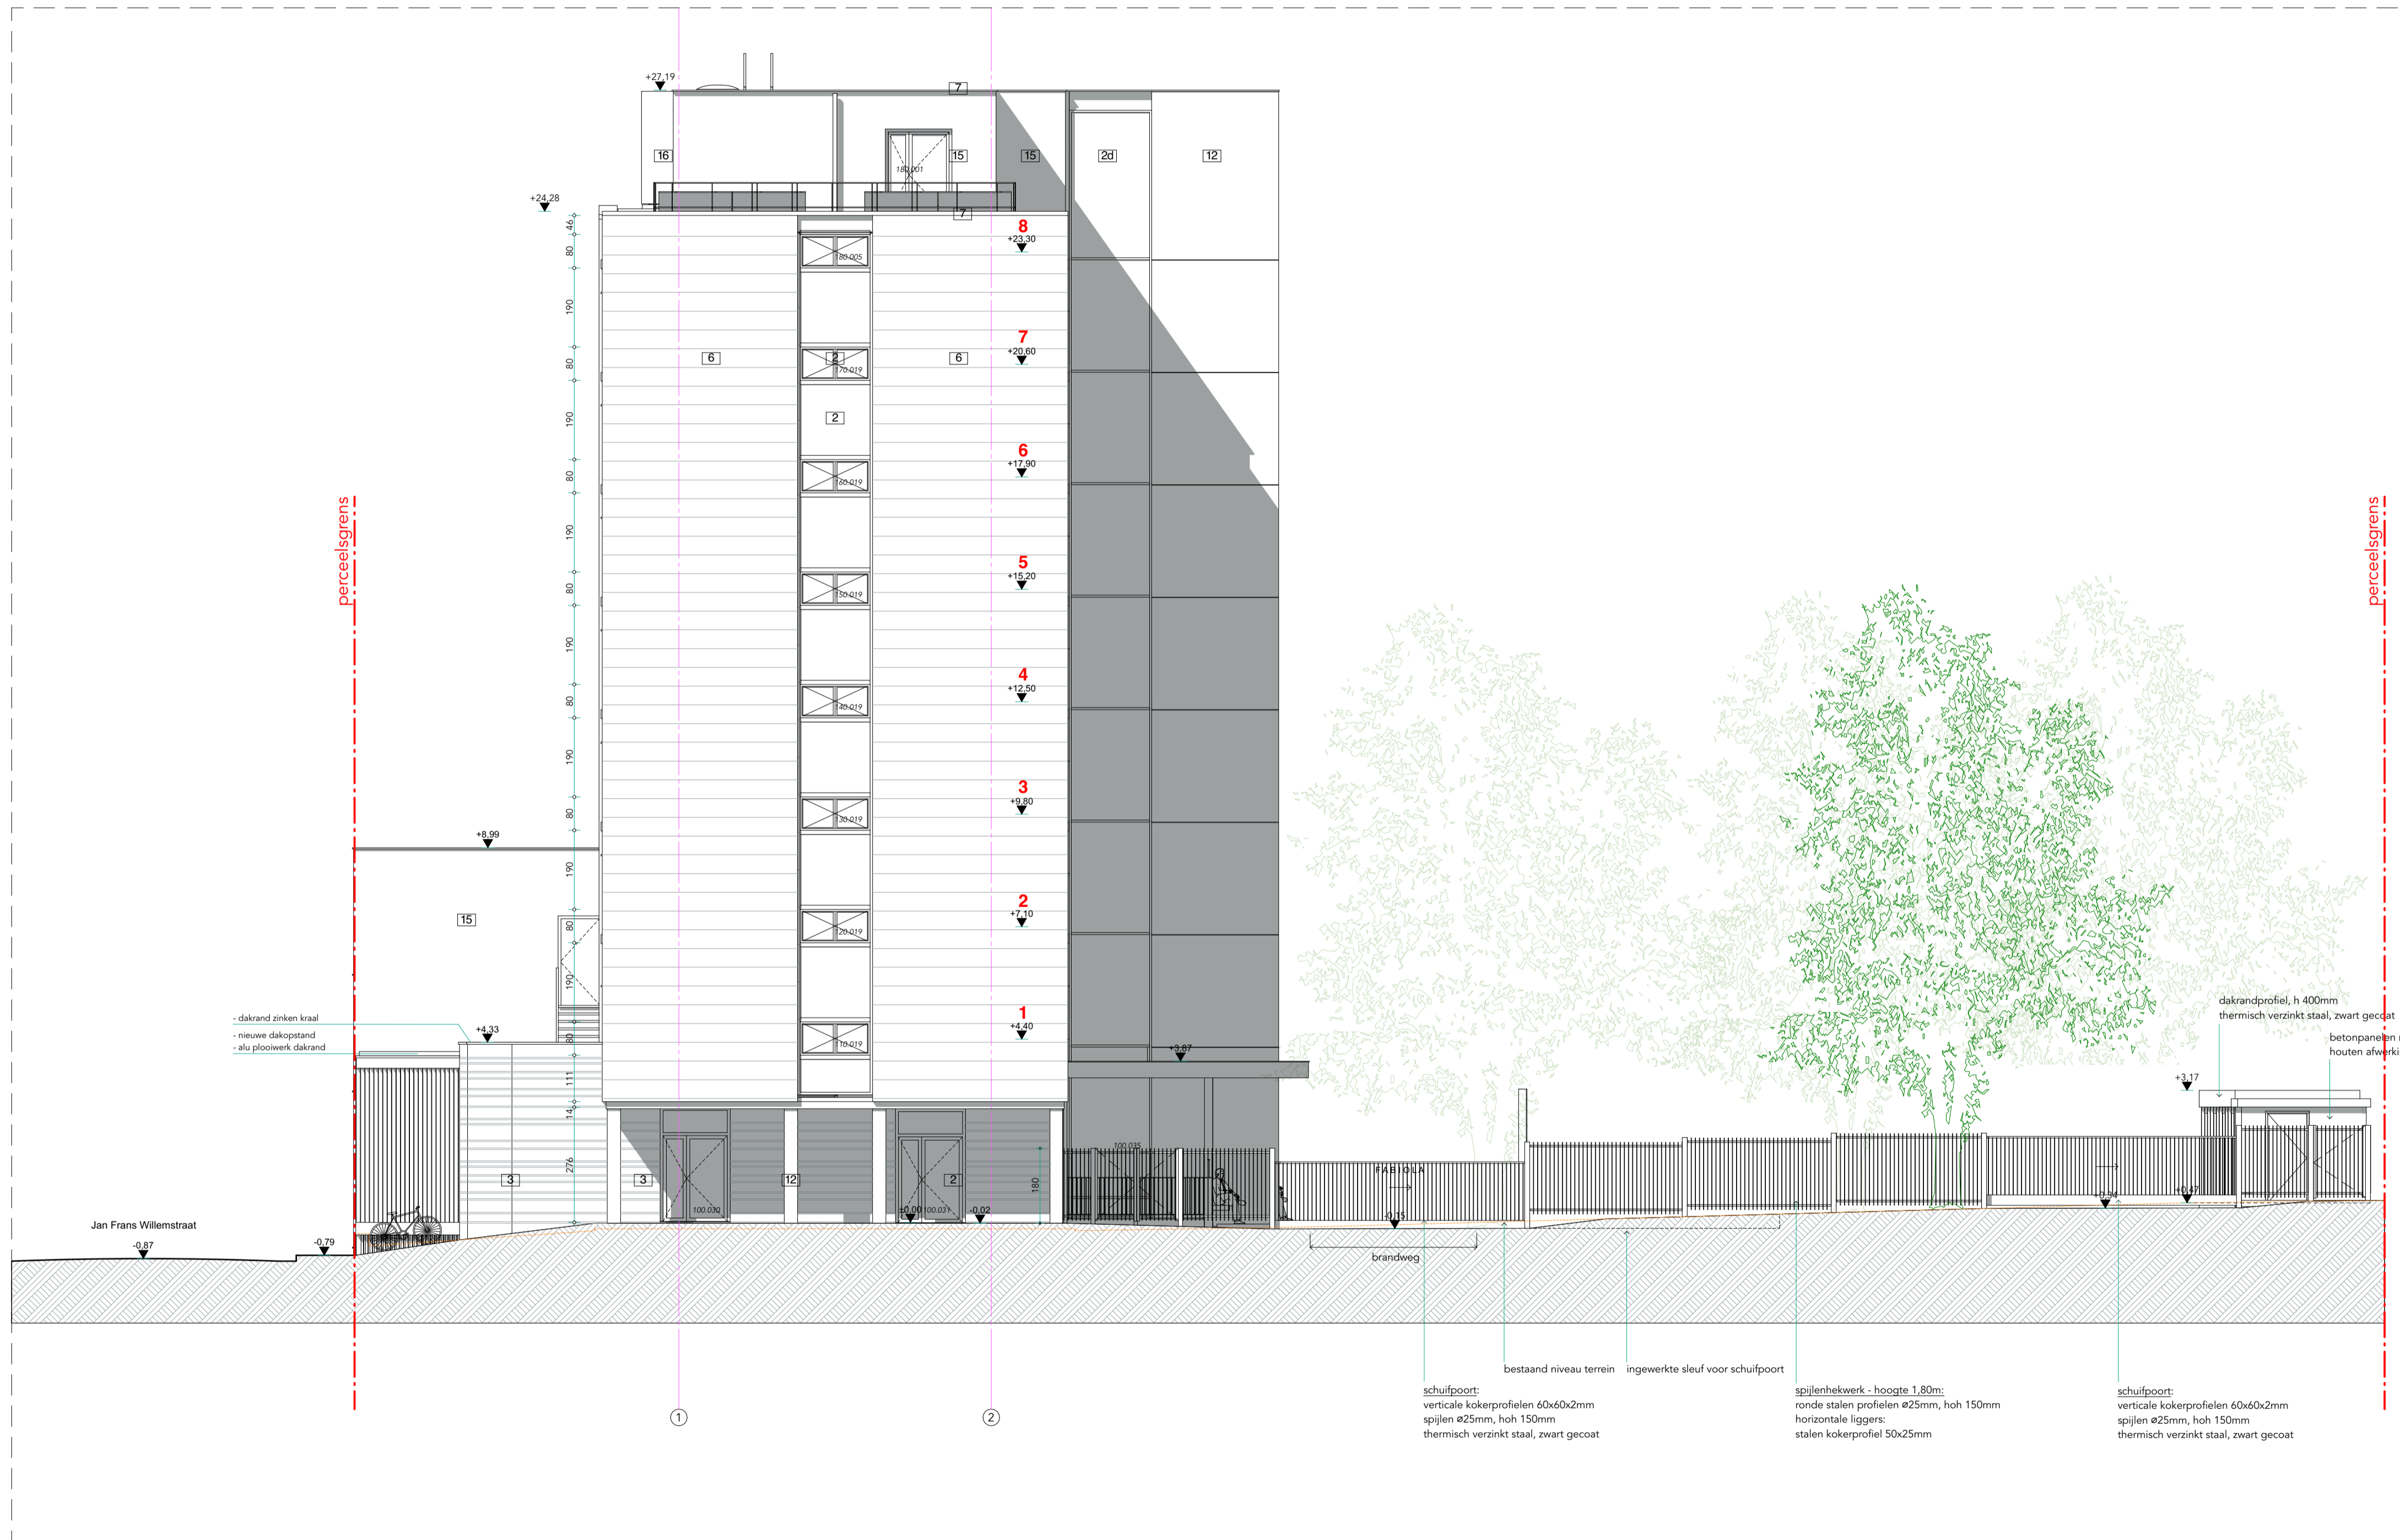 +27,19
7
16
180.001
15
15
2d
12
+24,28
7
46
8
+23,30
80
180.005
190
7
+20,60
6
2
6
80
170.019
2
190
6
+17,90
80
160.019
perceelsgrens
perceelsgrens
190
5
+15,20
80
150.019
190
4
+12,50
80
140.019
190
3
+9,80
80
130.019
+8,99
190
15
2
+7,10
80
120.019
190
- dakrand zinken kraal
- nieuwe dakopstand
- alu plooiwerk dakrand
+4,33
1
+4,40
80
110.019
+3,87
dakrandprofiel, h 400mm
thermisch verzinkt staal, zwart gecoat
betonpanelen
houten afwerki
+3,17
111
14
276
100.035
FABIOLA
3
3
12
2
180
100.030
±0,00
100.031
-0,02
-0,15
+0,34
+0,47
Jan Frans Willemstraat
-0,87
-0,79
brandweg
bestaand niveau terrein
ingewerkte sleuf voor schuifpoort
schuifpoort:
verticale kokerprofielen 60x60x2mm
spijlen ø25mm, hoh 150mm
thermisch verzinkt staal, zwart gecoat
spijlenhekwerk - hoogte 1,80m:
ronde stalen profielen ø25mm, hoh 150mm
horizontale liggers:
stalen kokerprofiel 50x25mm
schuifpoort:
verticale kokerprofielen 60x60x2mm
spijlen ø25mm, hoh 150mm
thermisch verzinkt staal, zwart gecoat
1
2